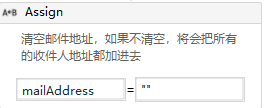 A+B Assign
清空邮件地址，如果不清空，将会把所有
的收件人地址都加进去
mailAddress = ""